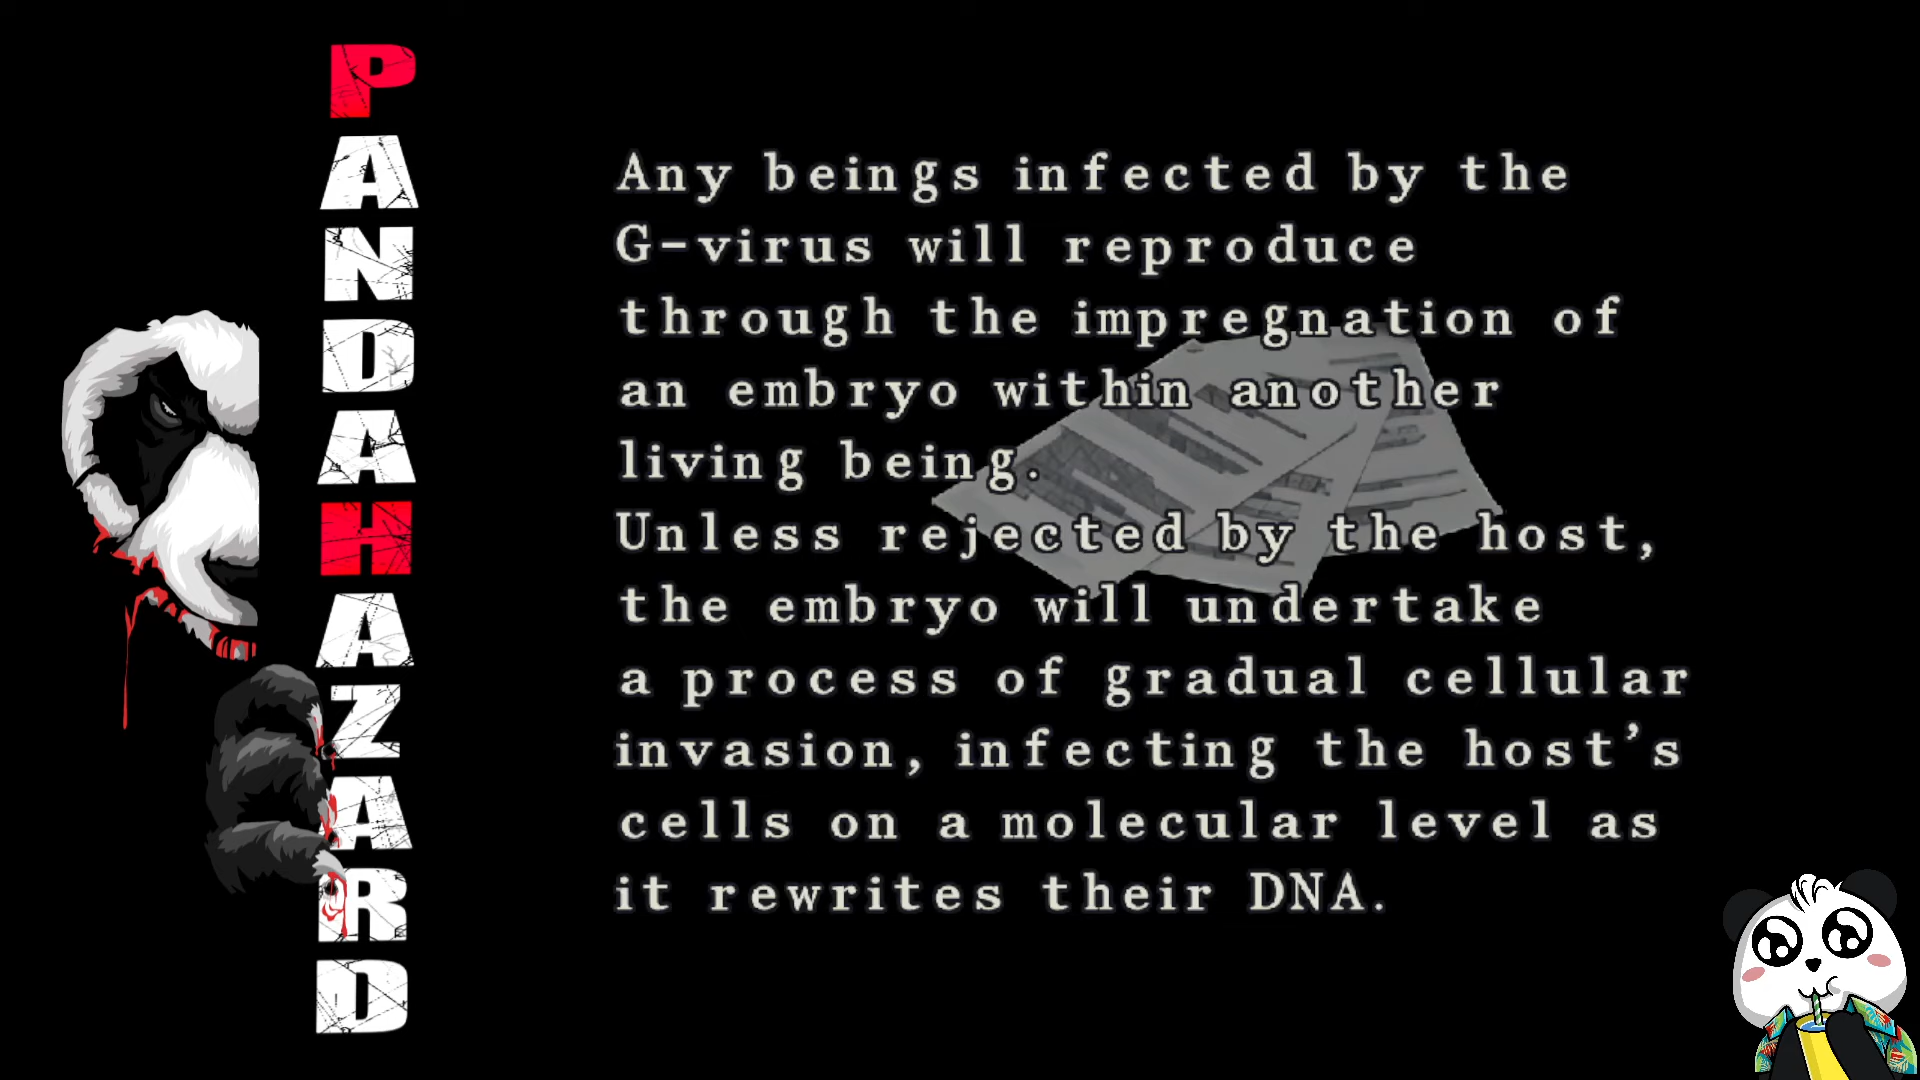 PANDAHAZARD
Any beings infected by the
G-virus will reproduce
through the impregnation of
an embryo within another
living being.
Unless rejected by the host,
the embryo will undertake
a process of gradual cellular
invasion, infecting the host's
cells on a molecular level as
it rewrites their DNA.